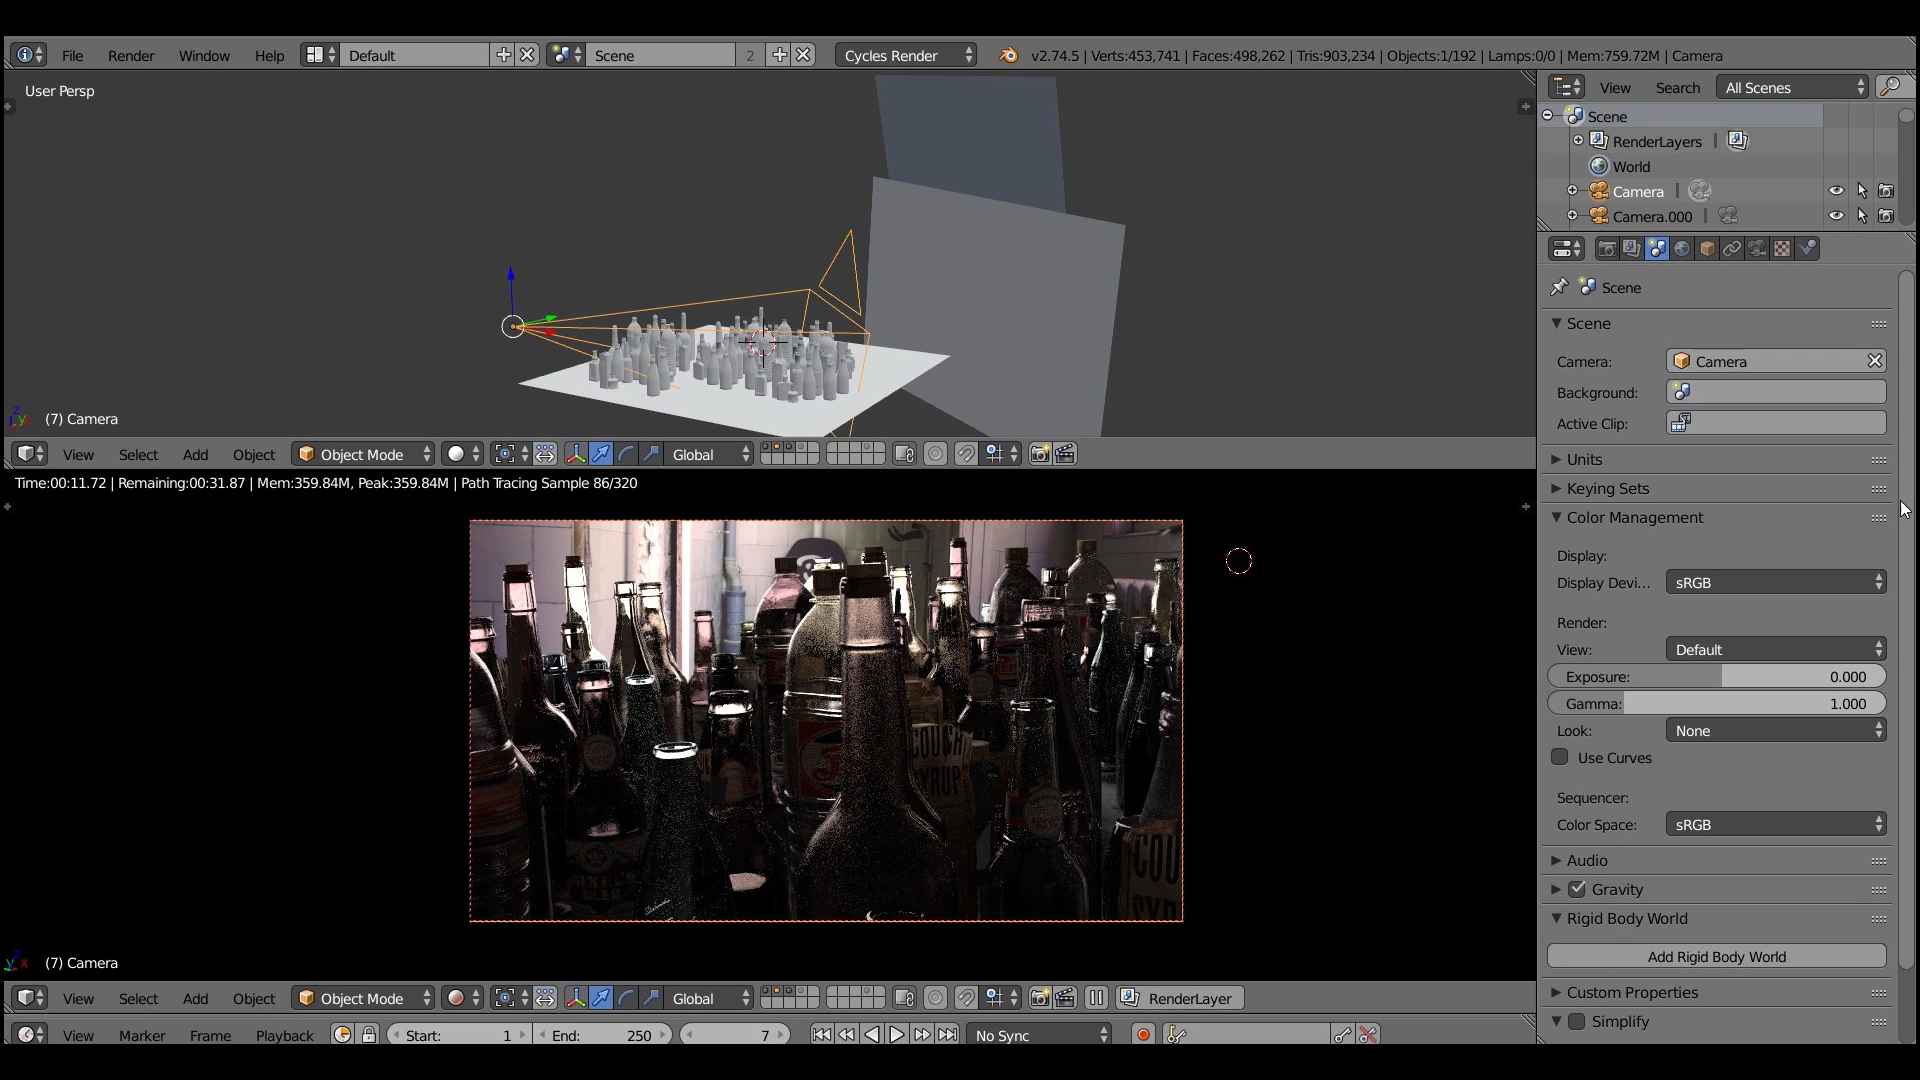 File Render Window Help Default Scene 2 Cycles Render v2.74.5 | Verts:453,741 | Faces:498,262 | Tris:903,234 | Objects:1/192 | Lamps:0/0 | Mem:759.72M | Camera
User Persp
(7) Camera
View Select Add Object Object Mode Global
Time:00:11.72 | Remaining:00:31.87 | Mem:359.84M, Peak:359.84M | Path Tracing Sample 86/320
COUGH
SYRUP
COU
(7) Camera
View Select Add Object Object Mode Global RenderLayer
View Marker Frame Playback Start: 1 End: 250 7 No Sync
View Search All Scenes
Scene
RenderLayers |
World
Camera |
Camera.000 |
Scene
Scene
Camera: Camera
Background:
Active Clip:
Units
Keying Sets
Color Management
Display:
Display Devi... sRGB
Render:
View: Default
Exposure: 0.000
Gamma: 1.000
Look: None
Use Curves
Sequencer:
Color Space: sRGB
Audio
Gravity
Rigid Body World
Add Rigid Body World
Custom Properties
Simplify